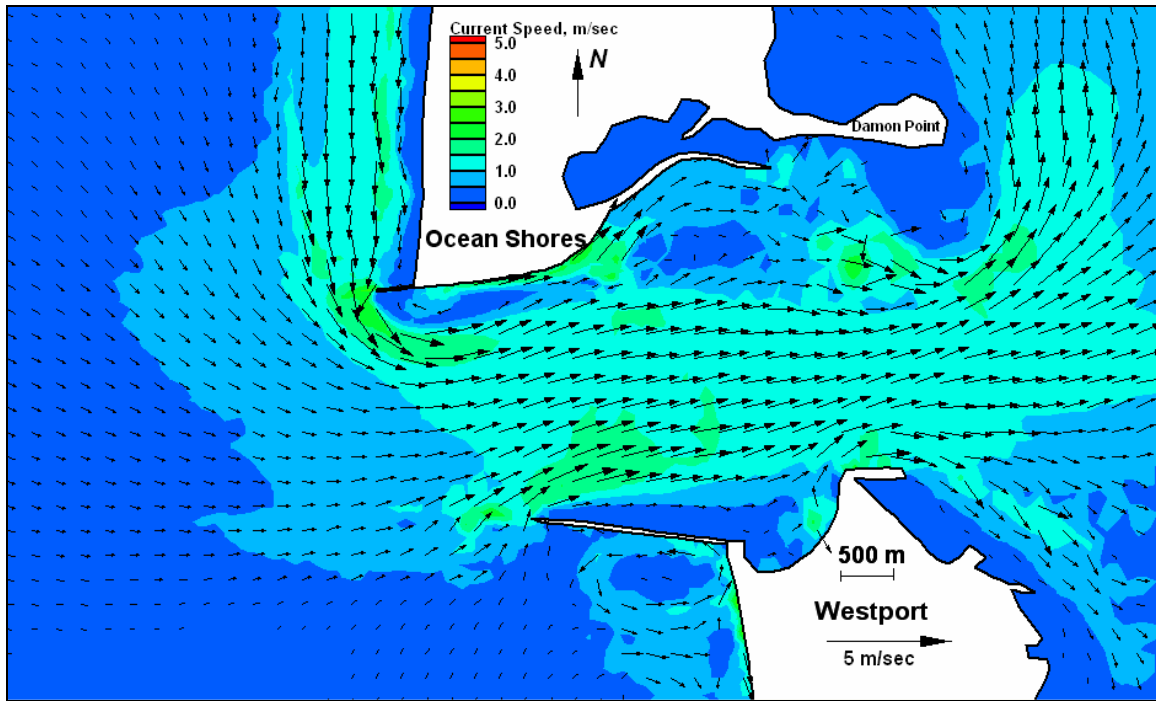 Current Speed, m/sec
5.0
4.0
3.0
2.0
1.0
0.0
N
Damon Point
Ocean Shores
500 m
Westport
5 m/sec